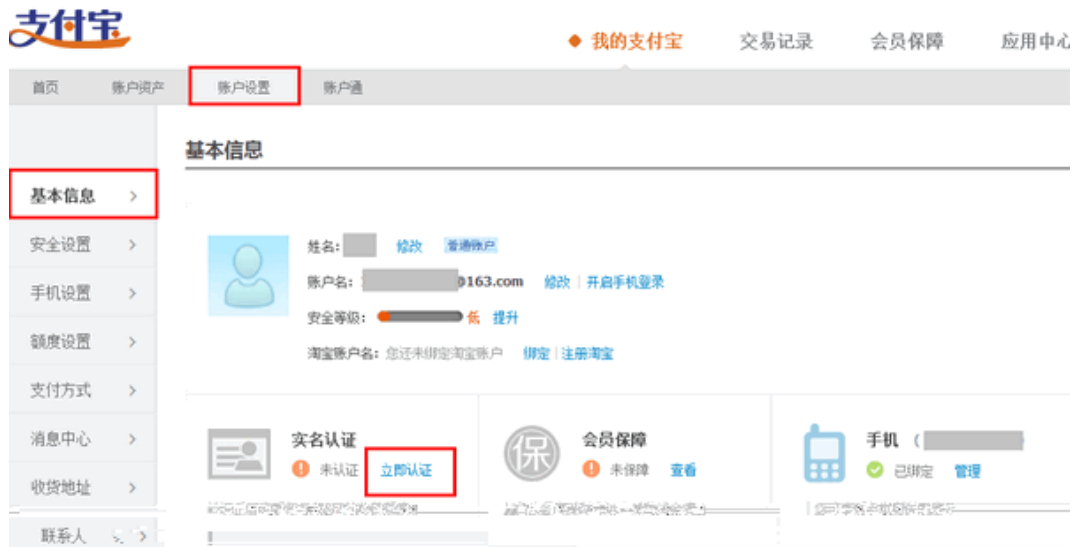 支付宝
我的支付宝 交易记录 会员保障 应用中心
首页 账户资产 账户设置 账户通
基本信息
基本信息
安全设置
手机设置
额度设置
支付方式
消息中心
收货地址
联系人
姓名: 修改 普通账户
账户名: @163.com 修改 | 开启手机登录
安全等级: 低 提升
淘宝账户名: 您还未绑定淘宝账户 绑定 | 注册淘宝
实名认证
未认证 立即认证
保
会员保障
未保障 查看
手机 (
已绑定 管理